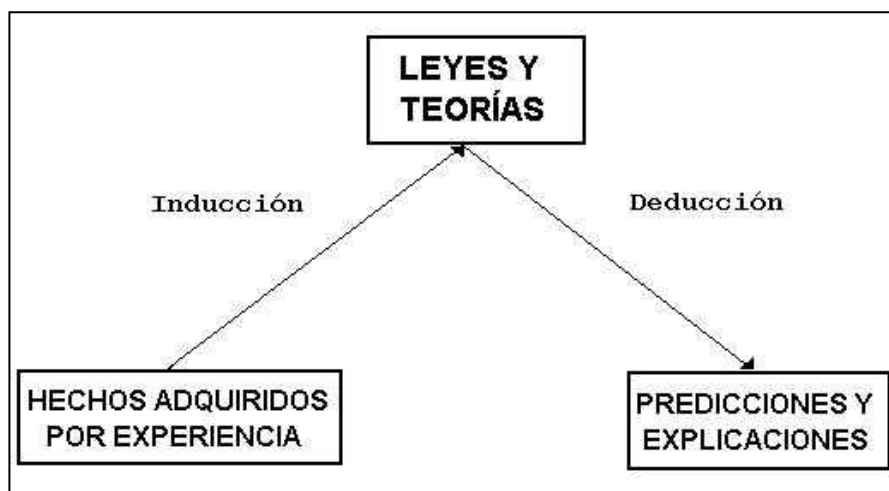 LEYES Y
TEORÍAS
Inducción
Deducción
HECHOS ADQUIRIDOS
POR EXPERIENCIA
PREDICCIONES Y
EXPLICACIONES